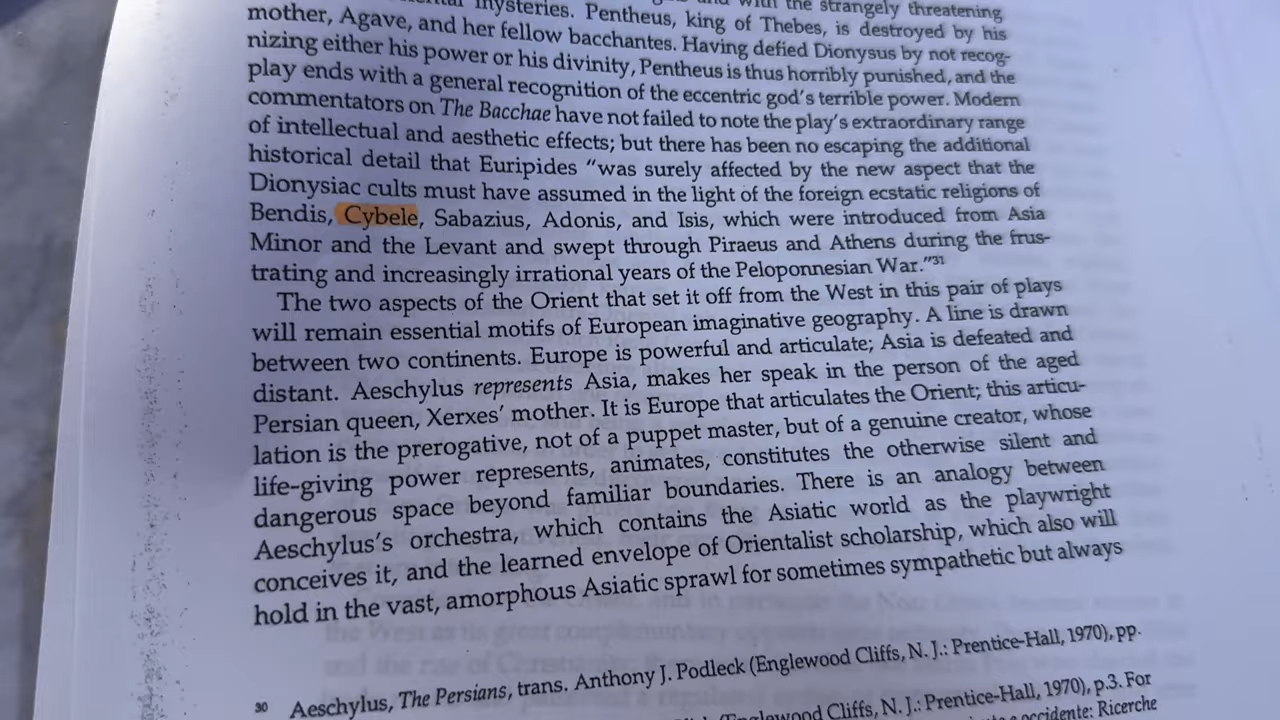 mysteries. Pentheus, king of Thebes, is destroyed by his
with the strangely threatening
mother, Agave, and her fellow bacchantes. Having defied Dionysus by not recog-
nizing either his power or his divinity, Pentheus is thus horribly punished, and the
play ends with a general recognition of the eccentric god's terrible power. Modern
commentators on The Bacchae have not failed to note the play's extraordinary range
of intellectual and aesthetic effects; but there has been no escaping the additional
historical detail that Euripides "was surely affected by the new aspect that the
Dionysiac cults must have assumed in the light of the foreign ecstatic religions of
Bendis, Cybele, Sabazius, Adonis, and Isis, which were introduced from Asia
Minor and the Levant and swept through Piraeus and Athens during the frus-
trating and increasingly irrational years of the Peloponnesian War."31
The two aspects of the Orient that set it off from the West in this pair of plays
will remain essential motifs of European imaginative geography. A line is drawn
between two continents. Europe is powerful and articulate; Asia is defeated and
distant. Aeschylus represents Asia, makes her speak in the person of the aged
Persian queen, Xerxes' mother. It is Europe that articulates the Orient; this articu-
lation is the prerogative, not of a puppet master, but of a genuine creator, whose
life-giving power represents, animates, constitutes the otherwise silent and
dangerous space beyond familiar boundaries. There is an analogy between
Aeschylus's orchestra, which contains the Asiatic world as the playwright
conceives it, and the learned envelope of Orientalist scholarship, which also will
hold in the vast, amorphous Asiatic sprawl for sometimes sympathetic but always
30 Aeschylus, The Persians, trans. Anthony J. Podleck (Englewood Cliffs, N. J.: Prentice-Hall, 1970), pp.
(Englewood Cliffs, N. J.: Prentice-Hall, 1970), p.3. For
occidente: Ricerche